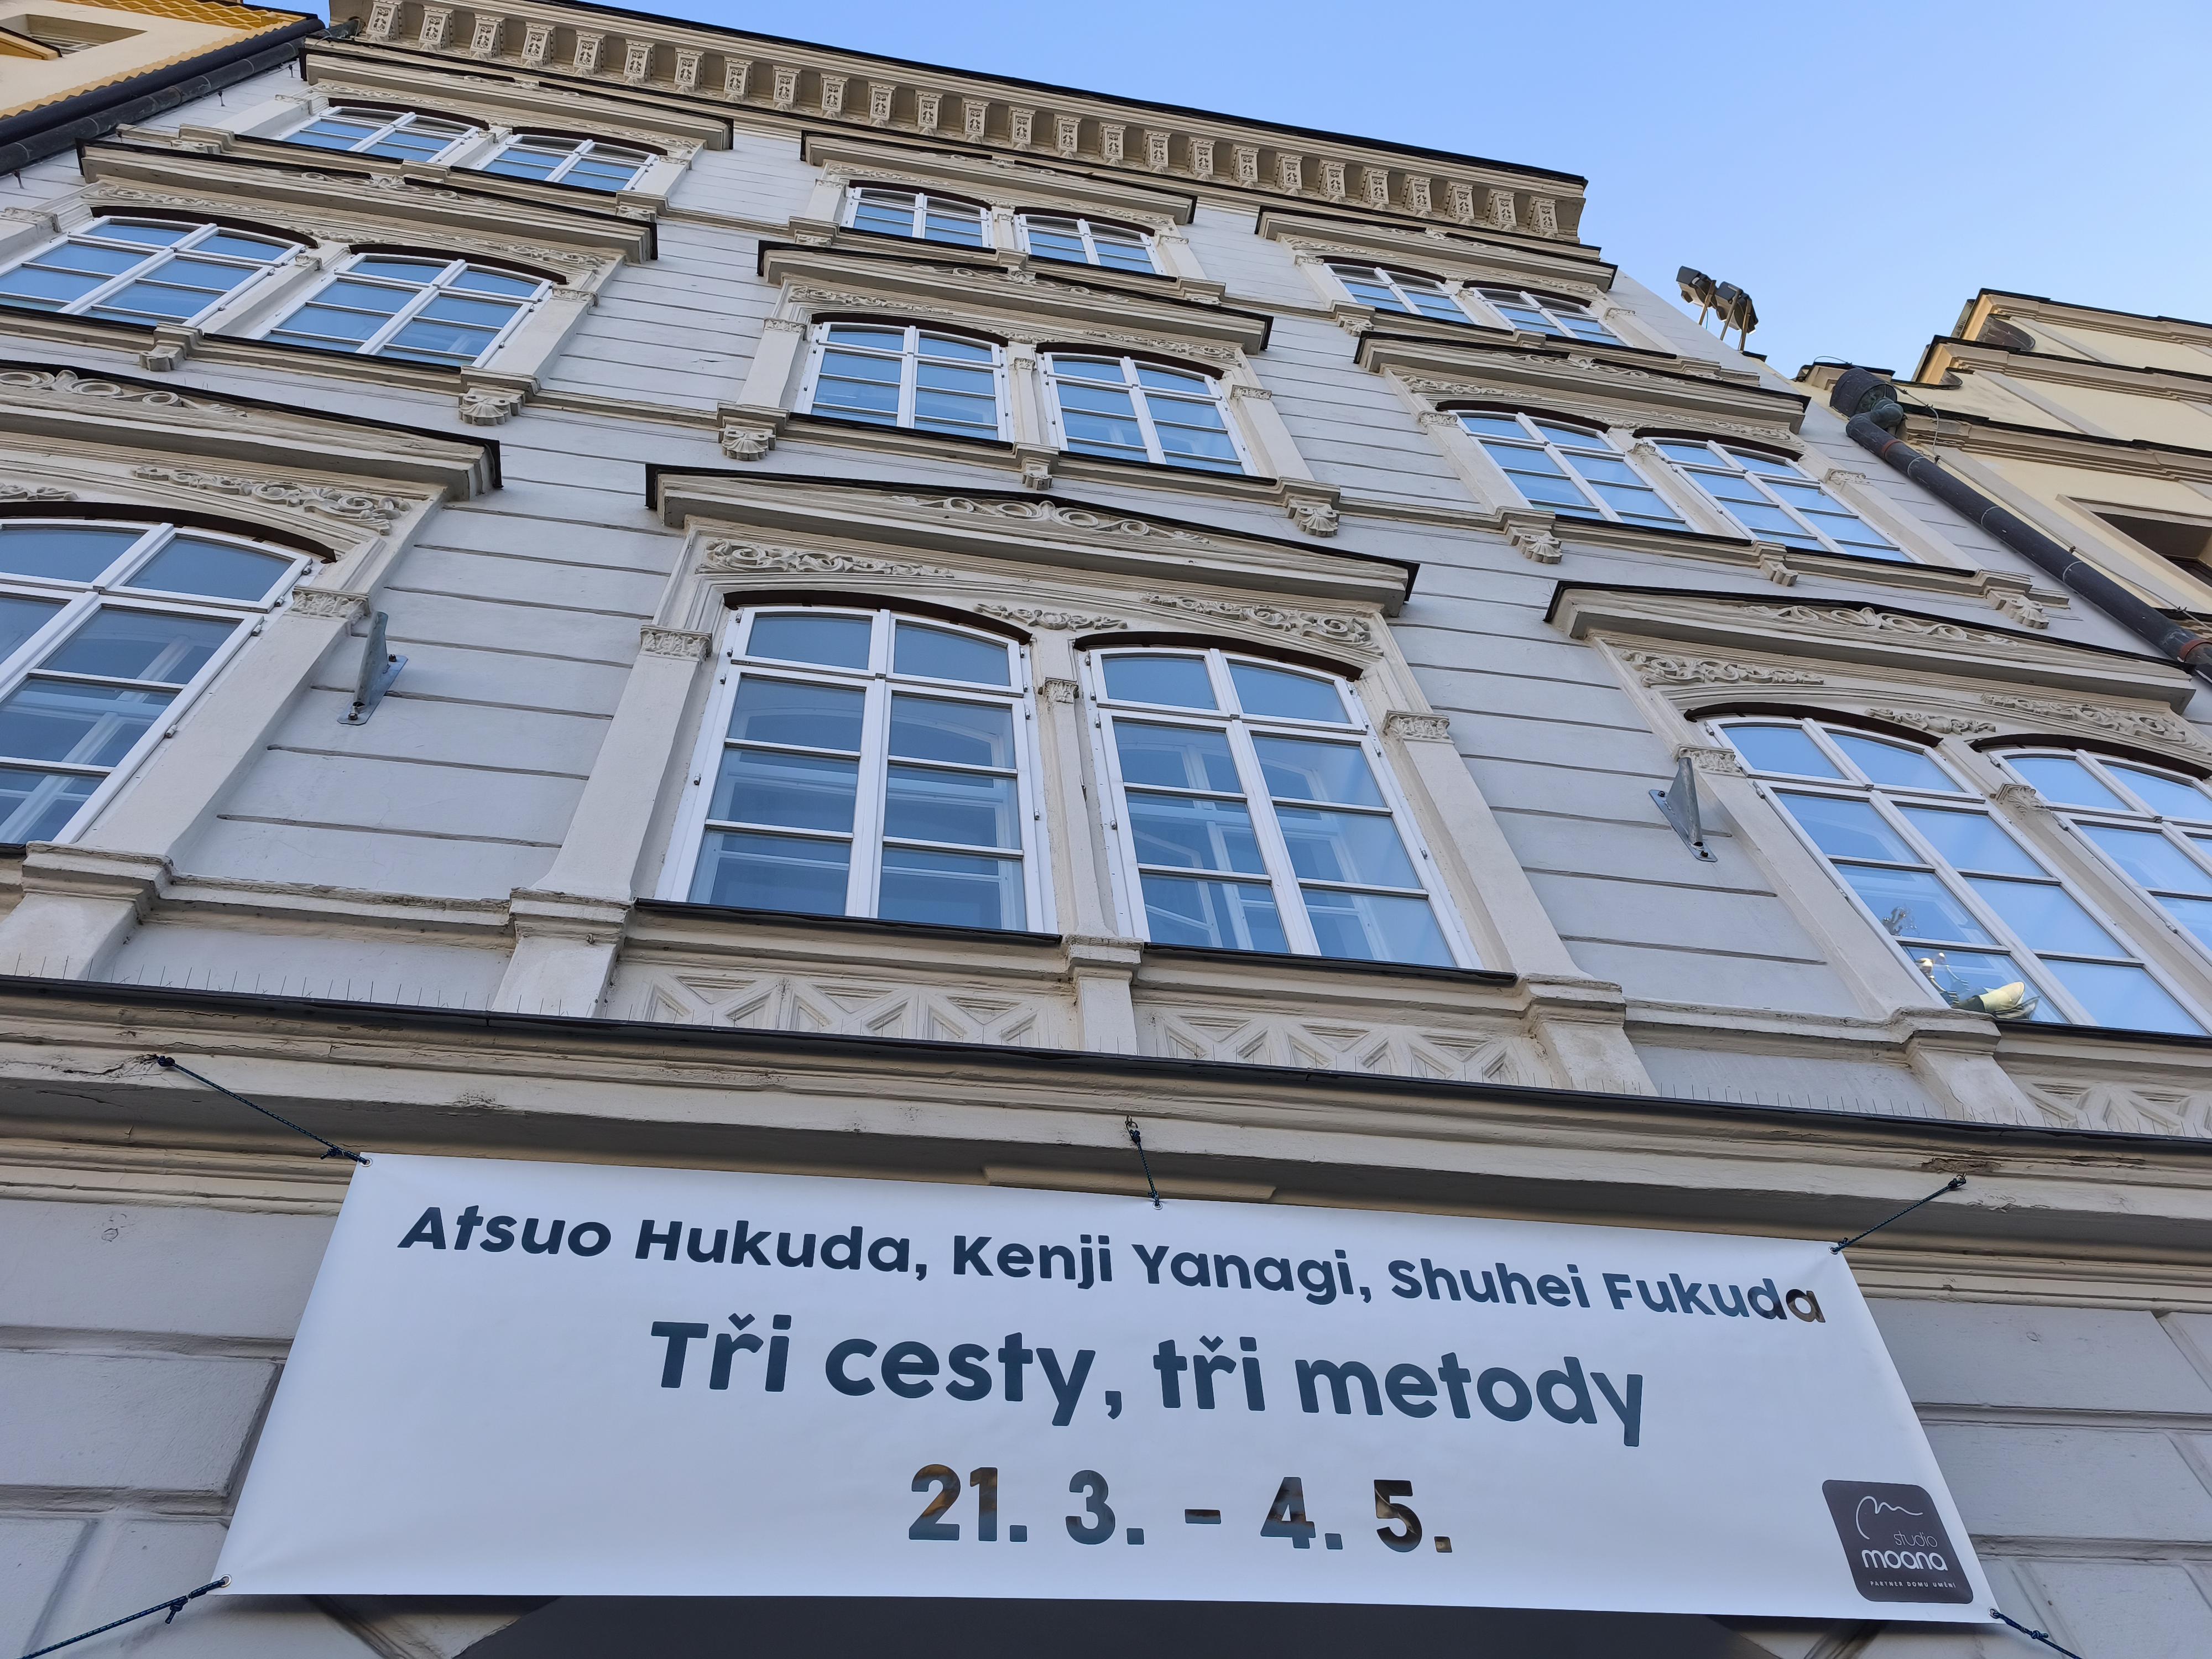 Atsuo Hukuda, Kenji Yanagi, Shuhei Fukuda
Tři cesty, tři metody
21. 3. - 4. 5.
studio
moana
PARTNER DOMU UMĚNÍ